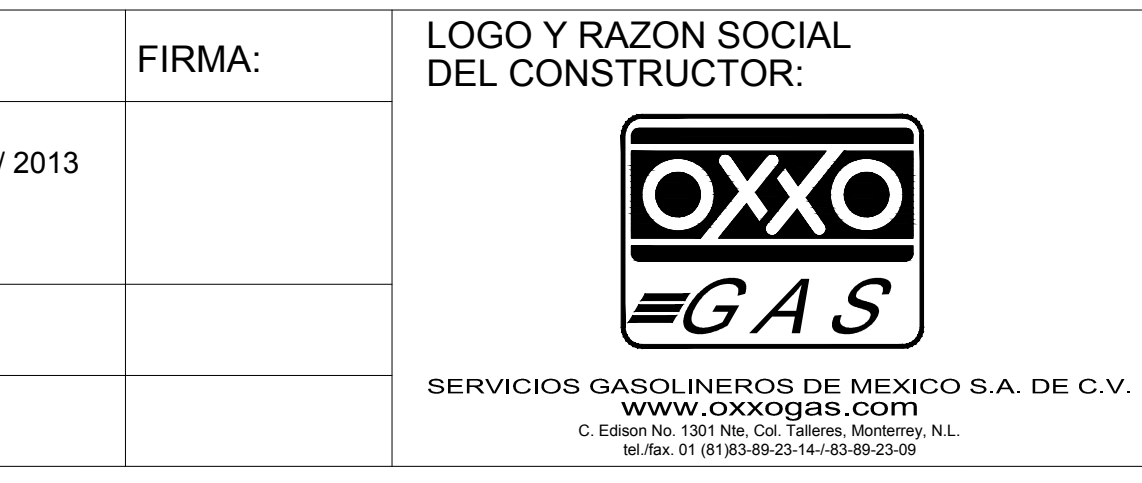 FIRMA:
LOGO Y RAZON SOCIAL
DEL CONSTRUCTOR:
/ 2013
OXXO
GAS
SERVICIOS GASOLINEROS DE MEXICO S.A. DE C.V.
www.oxxogas.com
C. Edison No. 1301 Nte, Col. Talleres, Monterrey, N.L.
tel./fax. 01 (81)83-89-23-14-/-83-89-23-09